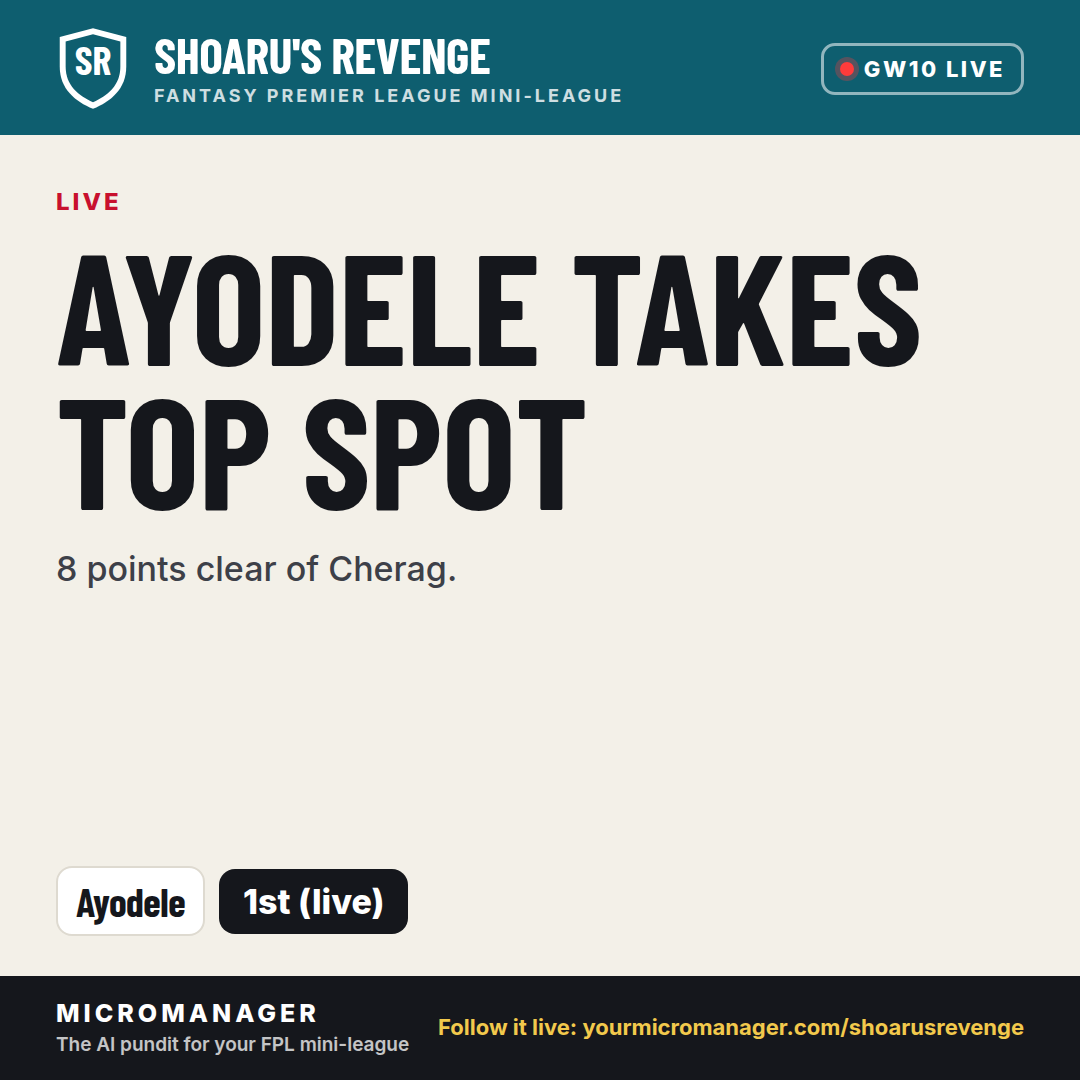 SR
SHOARU'S REVENGE
FANTASY PREMIER LEAGUE MINI-LEAGUE
GW10 LIVE
LIVE
AYODELE TAKES
TOP SPOT
8 points clear of Cherag.
Ayodele
1st (live)
MICROMANAGER
The AI pundit for your FPL mini-league
Follow it live: yourmicromanager.com/shoarusrevenge